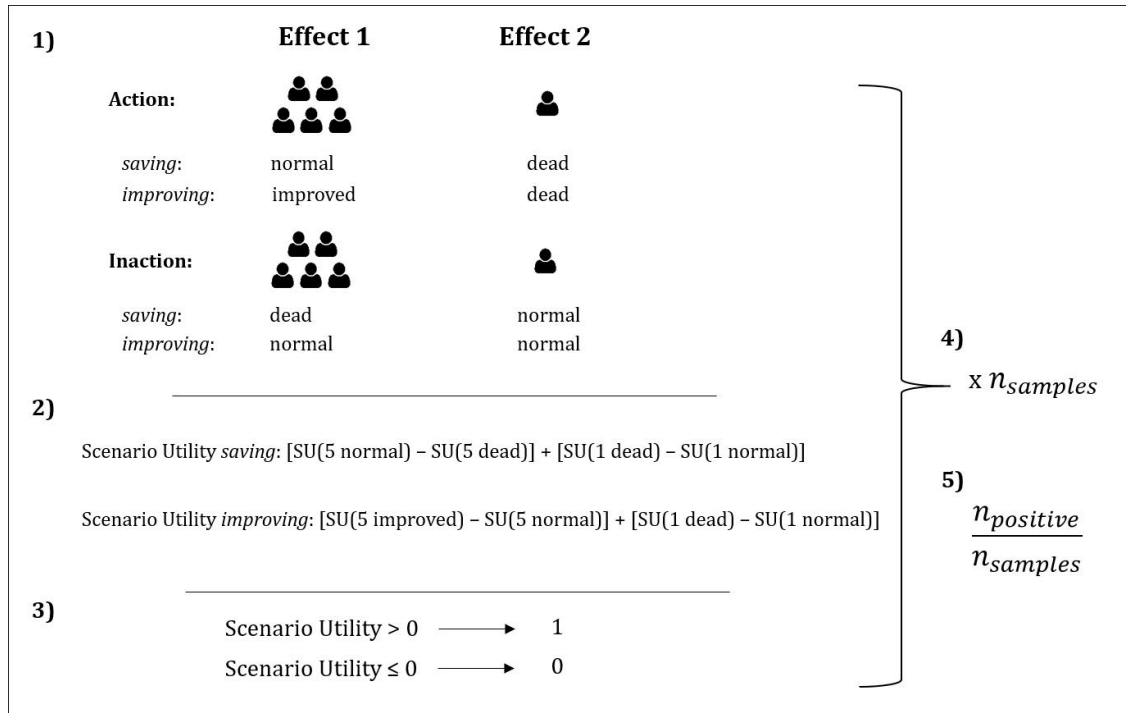 1)
Effect 1 Effect 2
Action:
saving: normal dead
improving: improved dead
Inaction:
saving: dead normal
improving: normal normal
2)
Scenario Utility saving: [SU(5 normal) – SU(5 dead)] + [SU(1 dead) – SU(1 normal)]
Scenario Utility improving: [SU(5 improved) – SU(5 normal)] + [SU(1 dead) – SU(1 normal)]
3)
Scenario Utility > 0 → 1
Scenario Utility ≤ 0 → 0
4)
x n_samples
5)
n_positive
n_samples